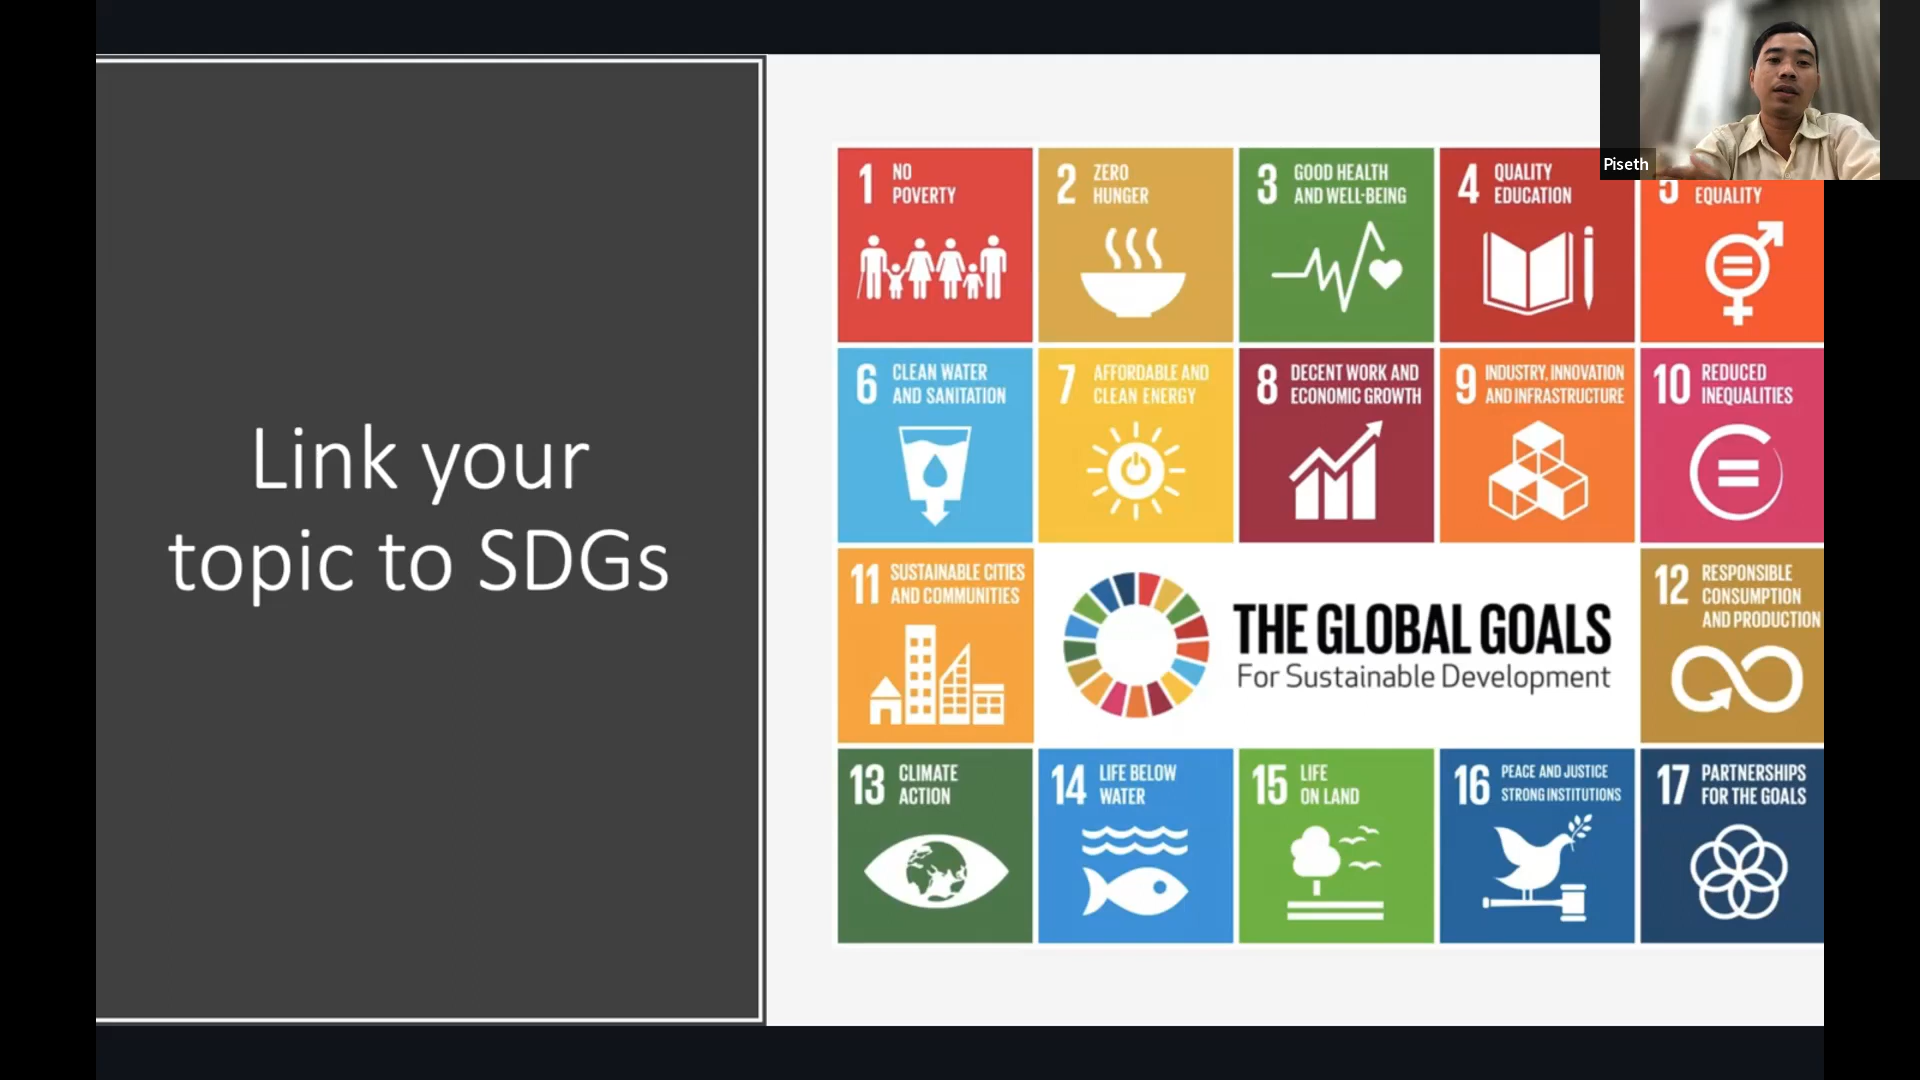 Link your
topic to SDGs
1 NO
POVERTY
2 ZERO
HUNGER
3 GOOD HEALTH
AND WELL-BEING
4 QUALITY
EDUCATION
5
EQUALITY
6 CLEAN WATER
AND SANITATION
7 AFFORDABLE AND
CLEAN ENERGY
8 DECENT WORK AND
ECONOMIC GROWTH
9 INDUSTRY, INNOVATION
AND INFRASTRUCTURE
10 REDUCED
INEQUALITIES
11 SUSTAINABLE CITIES
AND COMMUNITIES
THE GLOBAL GOALS
For Sustainable Development
12 RESPONSIBLE
CONSUMPTION
AND PRODUCTION
13 CLIMATE
ACTION
14 LIFE BELOW
WATER
15 LIFE
ON LAND
16 PEACE AND JUSTICE
STRONG INSTITUTIONS
17 PARTNERSHIPS
FOR THE GOALS
Piseth